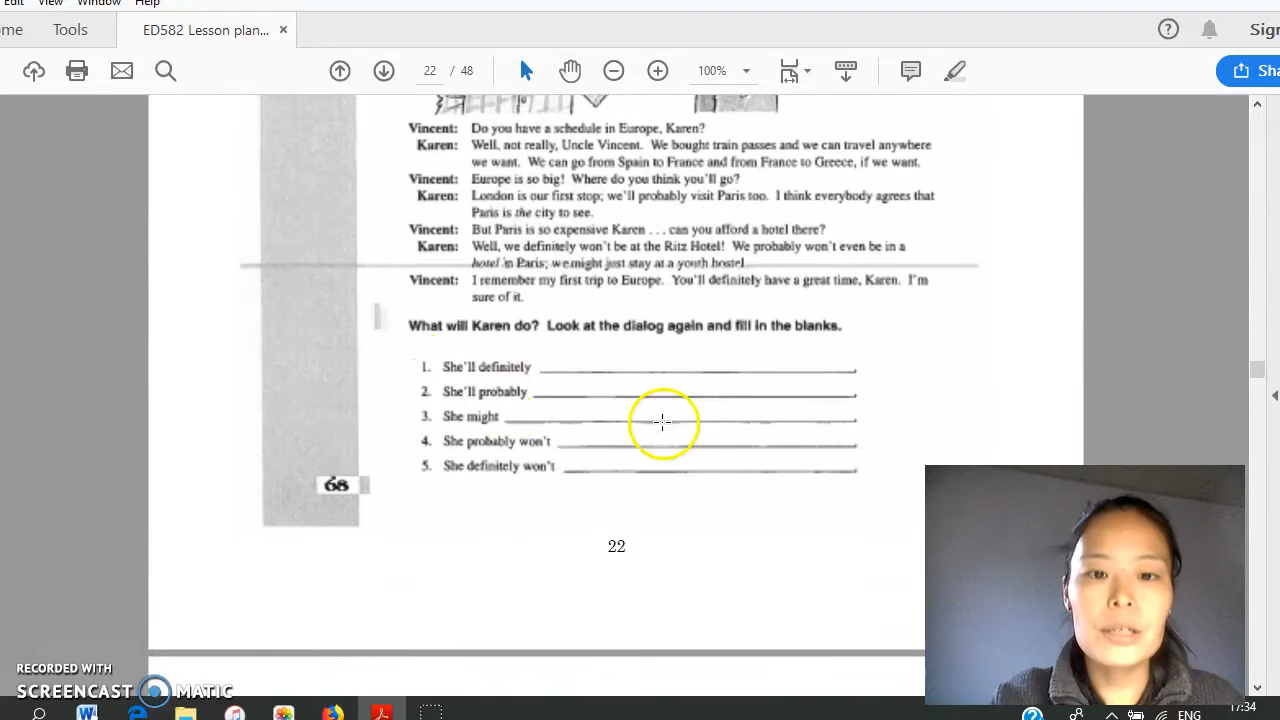 Edit View Window Help
ome Tools ED582 Lesson plan... × Sign
22 / 48 100% Sha
Vincent: Do you have a schedule in Europe, Karen?
Karen: Well, not really, Uncle Vincent. We bought train passes and we can travel anywhere
we want. We can go from Spain to France and from France to Greece, if we want.
Vincent: Europe is so big! Where do you think you'll go?
Karen: London is our first stop; we'll probably visit Paris too. I think everybody agrees that
Paris is the city to see.
Vincent: But Paris is so expensive Karen . . . can you afford a hotel there?
Karen: Well, we definitely won't be at the Ritz Hotel! We probably won't even be in a
hotel in Paris; we might just stay at a youth hostel.
Vincent: I remember my first trip to Europe. You'll definitely have a great time, Karen. I'm
sure of it.
What will Karen do? Look at the dialog again and fill in the blanks.
1. She'll definitely
2. She'll probably
3. She might
4. She probably won't
5. She definitely won't
68
22
RECORDED WITH
SCREENCAST MATIC
ENG
17:34